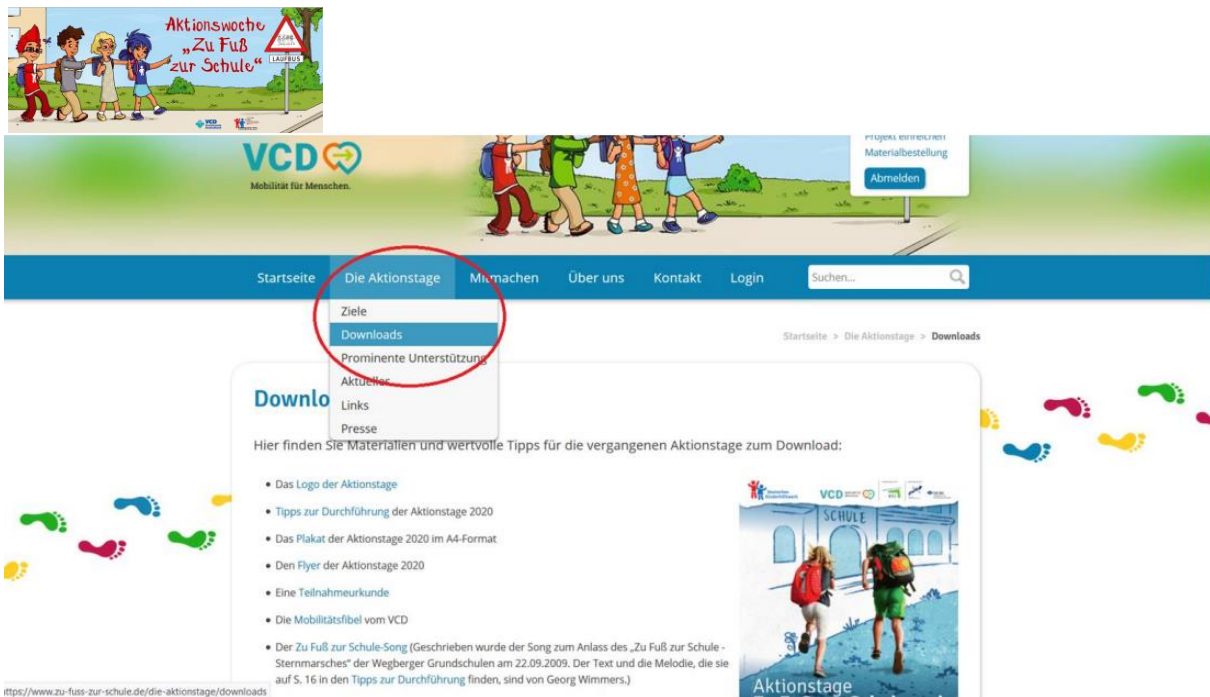 Aktionswoche
„Zu Fuß
zur Schule“
LAUFBUS
VCD
Projekt einreichen
VCD
Materialbestellung
Mobilität für Menschen.
Abmelden
Startseite Die Aktionstage Mitmachen Über uns Kontakt Login Suchen...
Ziele
Downloads
Startseite > Die Aktionstage > Downloads
Prominente Unterstützung
Aktuelles
Downlo
Links
Presse
Hier finden Sie Materialien und wertvolle Tipps für die vergangenen Aktionstage zum Download:
• Das Logo der Aktionstage
• Tipps zur Durchführung der Aktionstage 2020
• Das Plakat der Aktionstage 2020 im A4-Format
• Den Flyer der Aktionstage 2020
• Eine Teilnahmeurkunde
• Die Mobilitätsfibel vom VCD
• Der Zu Fuß zur Schule-Song (Geschrieben wurde der Song zum Anlass des „Zu Fuß zur Schule -
Sternmarsches" der Wegberger Grundschulen am 22.09.2009. Der Text und die Melodie, die sie
auf S. 16 in den Tipps zur Durchführung finden, sind von Georg Wimmers.)
Deutsches
Kinderhilfswerk
VCD
SCHULE
Aktionstage
ttps://www.zu-fuss-zur-schule.de/die-aktionstage/downloads